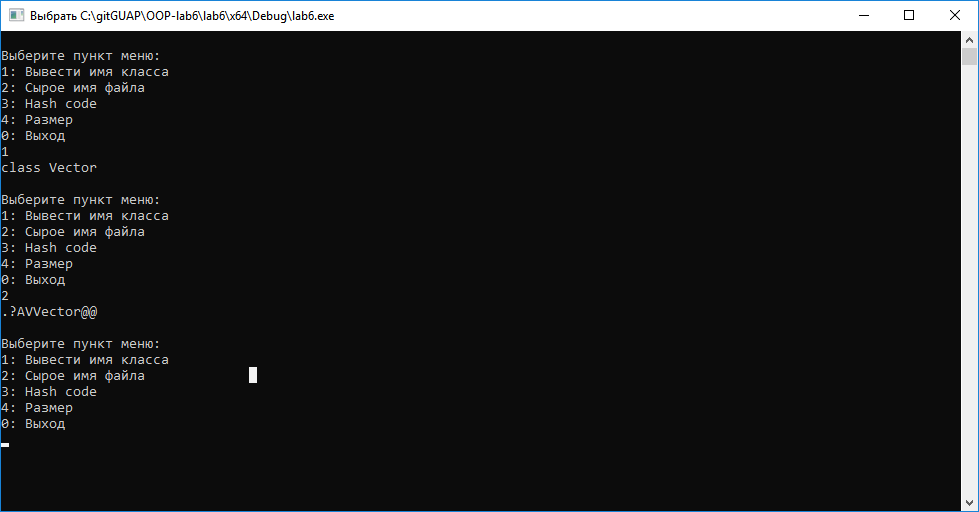 Выбрать C:\gitGUAP\OOP-lab6\lab6\x64\Debug\lab6.exe
Выберите пункт меню:
1: Вывести имя класса
2: Сырое имя файла
3: Hash code
4: Размер
0: Выход
1
class Vector
Выберите пункт меню:
1: Вывести имя класса
2: Сырое имя файла
3: Hash code
4: Размер
0: Выход
2
.?AVVector@@
Выберите пункт меню:
1: Вывести имя класса
2: Сырое имя файла
3: Hash code
4: Размер
0: Выход